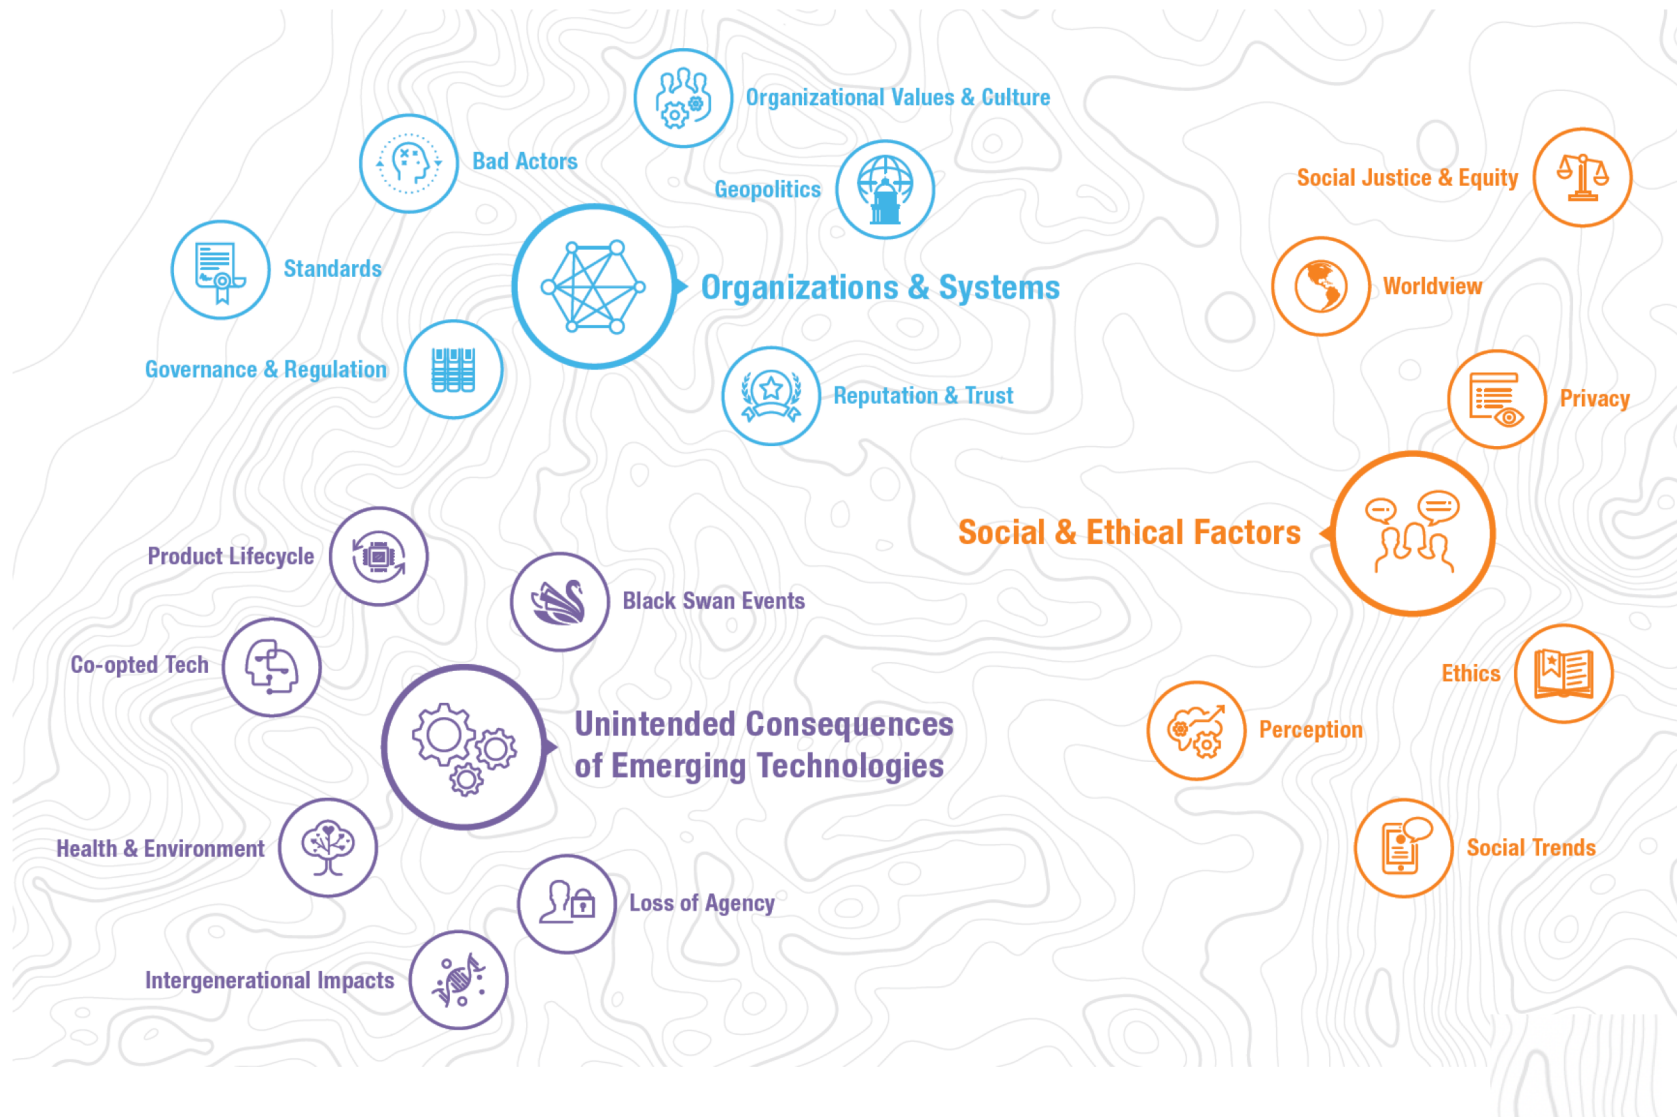 Organizational Values & Culture
Bad Actors
Geopolitics
Standards
Organizations & Systems
Governance & Regulation
Reputation & Trust
Social Justice & Equity
Worldview
Privacy
Social & Ethical Factors
Ethics
Perception
Social Trends
Product Lifecycle
Black Swan Events
Co-opted Tech
Unintended Consequences
of Emerging Technologies
Health & Environment
Loss of Agency
Intergenerational Impacts